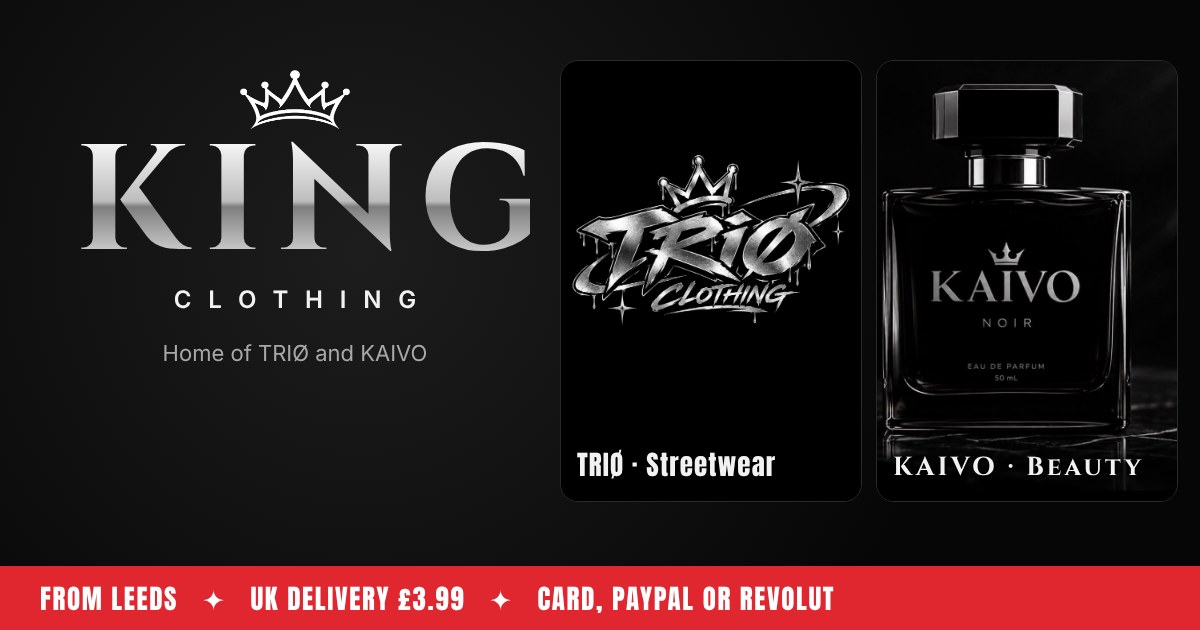 KING
CLOTHING
Home of TRIØ and KAIVO
TRiØ
CLOTHING
TRIØ · Streetwear
KAIVO
NOIR
EAU DE PARFUM
50 mL
KAIVO · Beauty
FROM LEEDS ✦ UK DELIVERY £3.99 ✦ CARD, PAYPAL OR REVOLUT